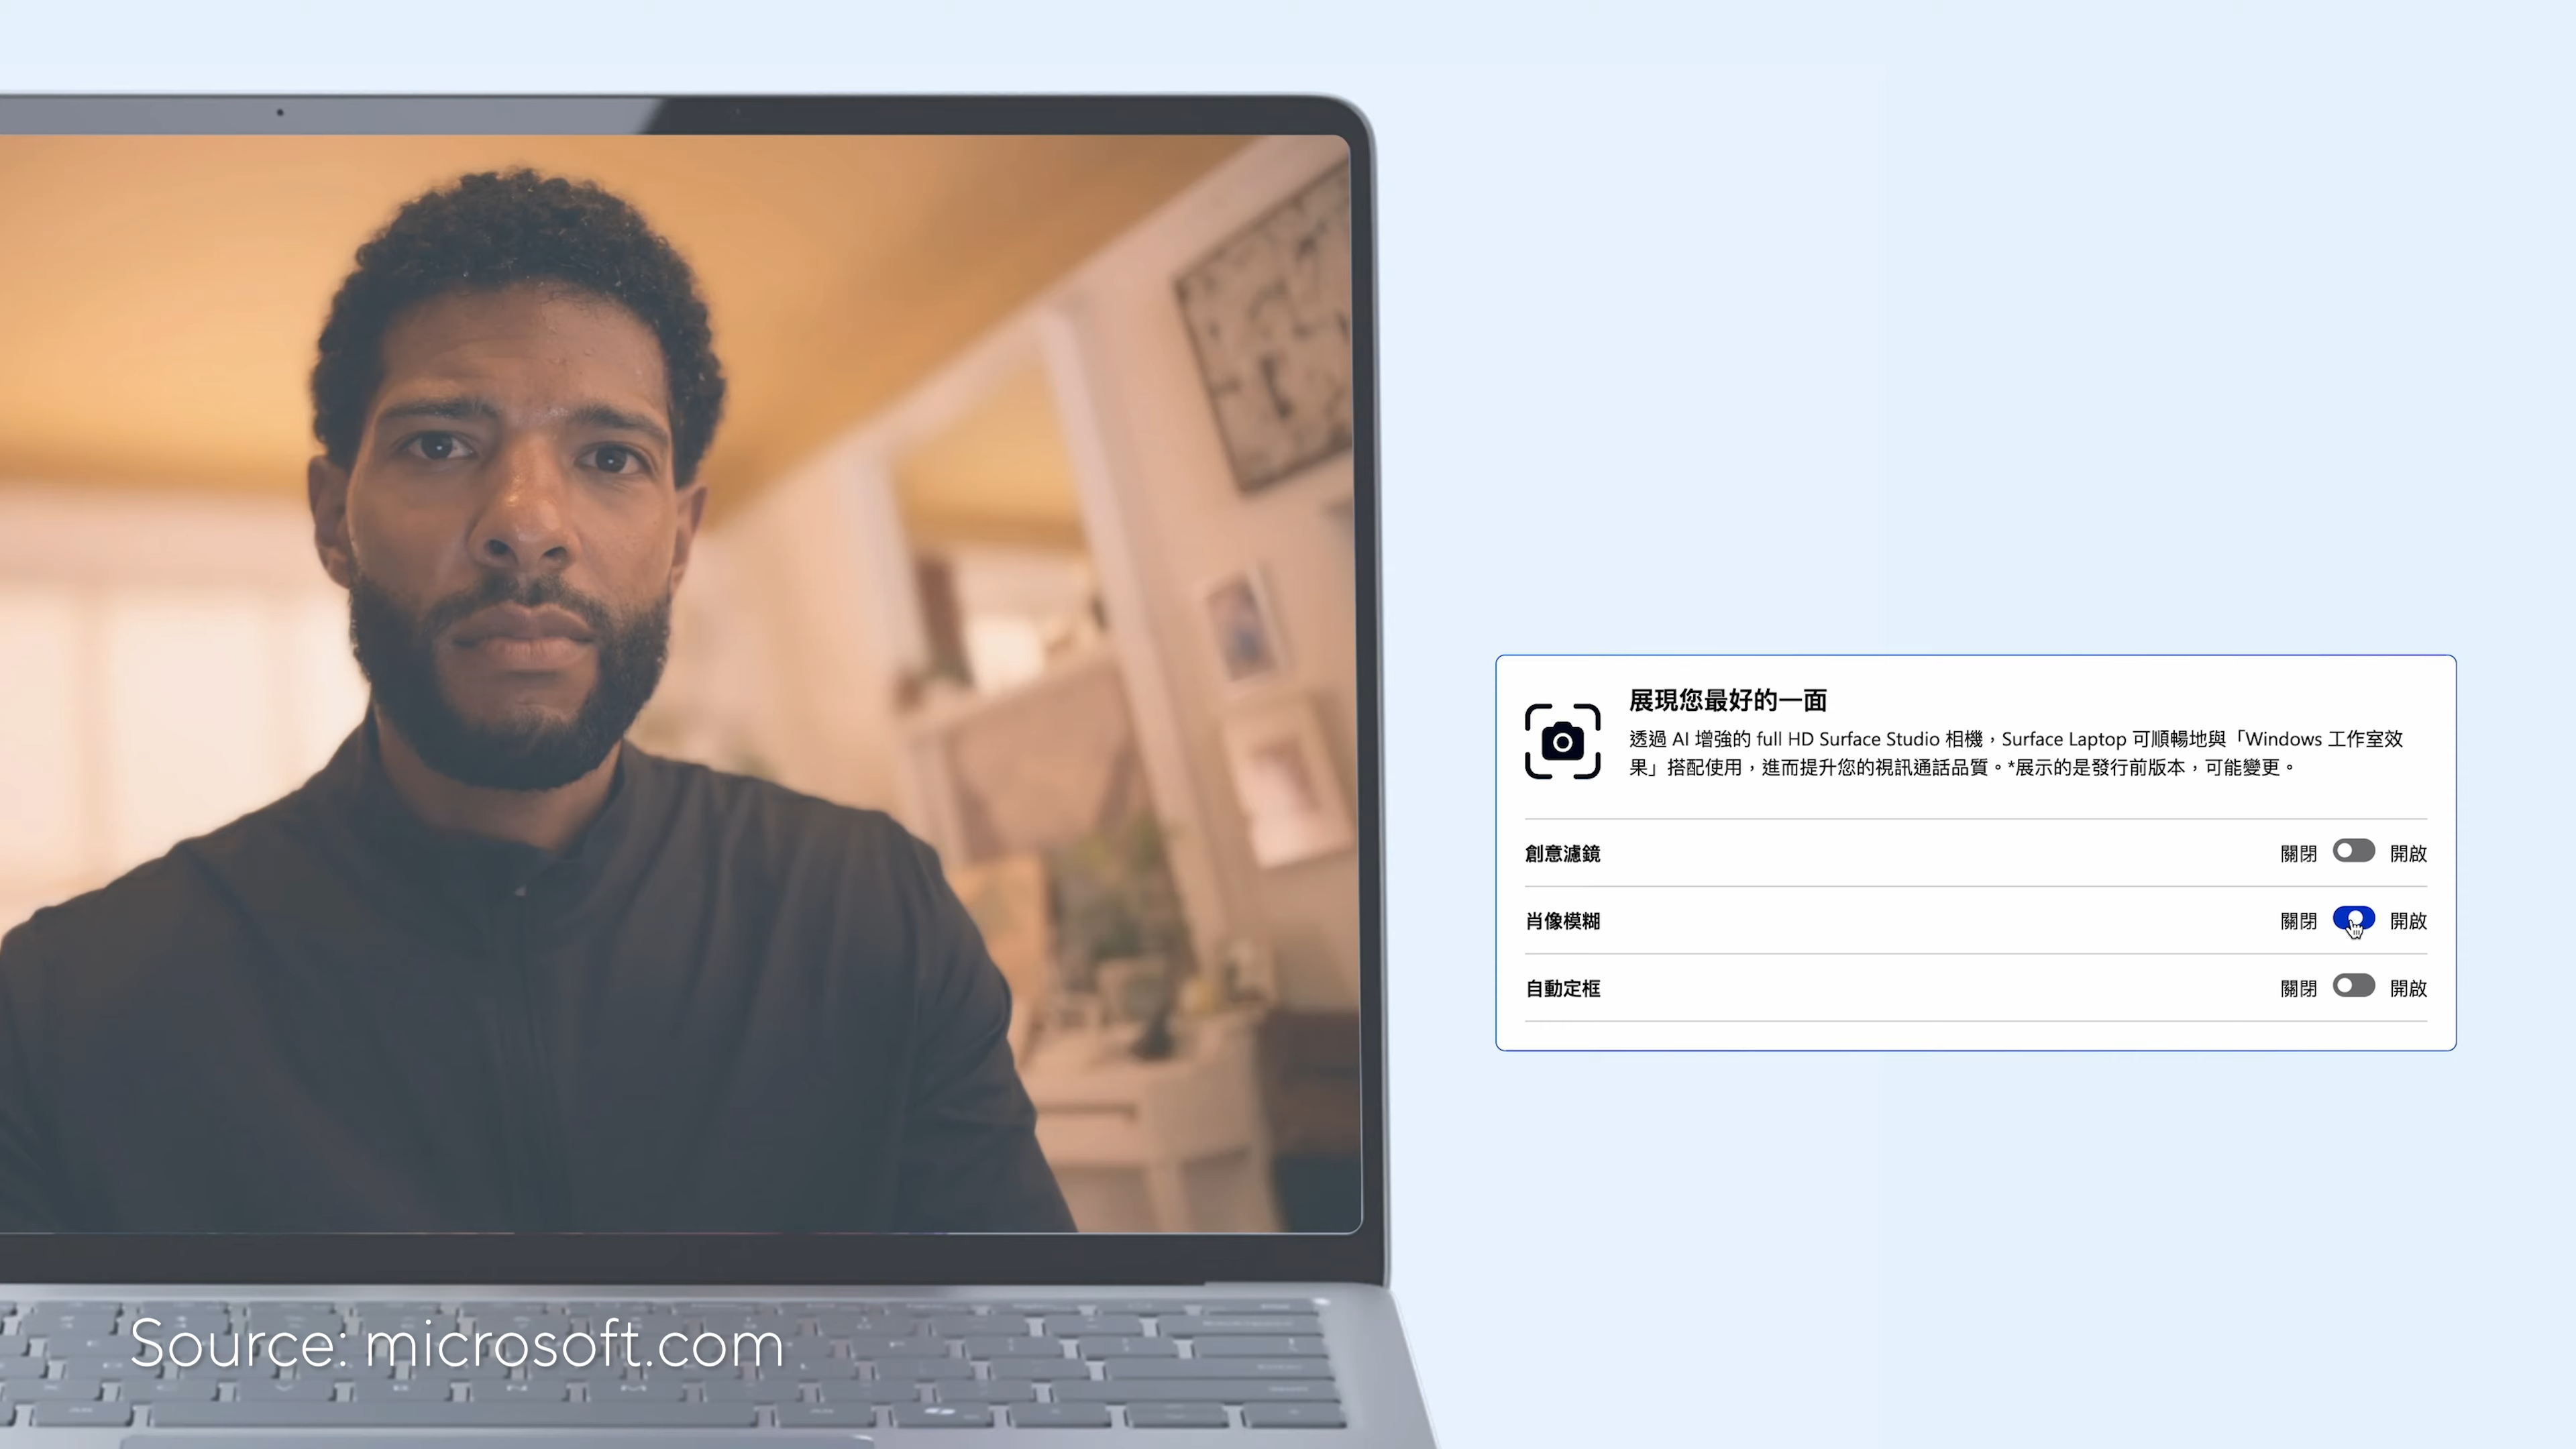 展現您最好的一面
透過 AI 增強的 full HD Surface Studio 相機，Surface Laptop 可順暢地與「Windows 工作室效
果」搭配使用，進而提升您的視訊通話品質。*展示的是發行前版本，可能變更。
創意濾鏡 關閉 開啟
肖像模糊 關閉 開啟
自動定框 關閉 開啟
Source: microsoft.com